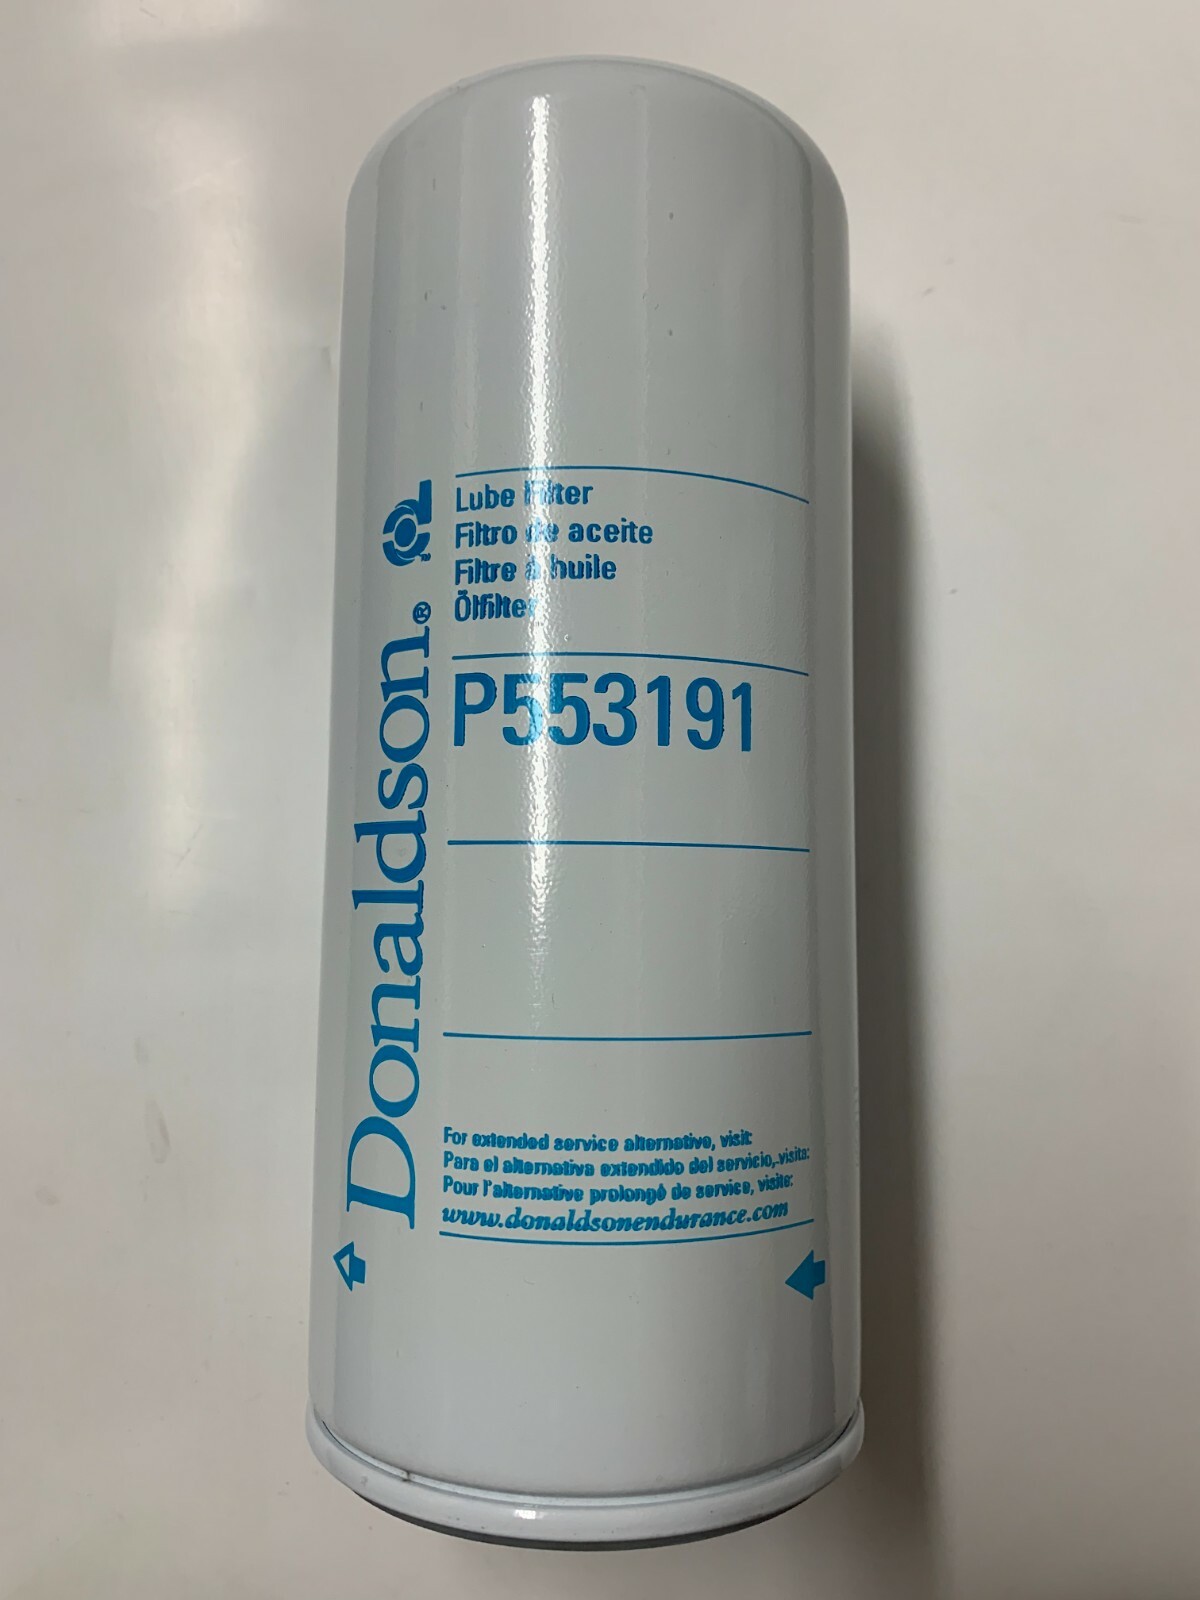 Donaldson.®
Lube Filter
Filtro de aceite
Filtre à huile
Ölfilter
P553191
For extended service alternative, visit:
Para el alternativa extendido del servicio, visita:
Pour l'alternative prolongé de service, visite:
www.donaldsonendurance.com